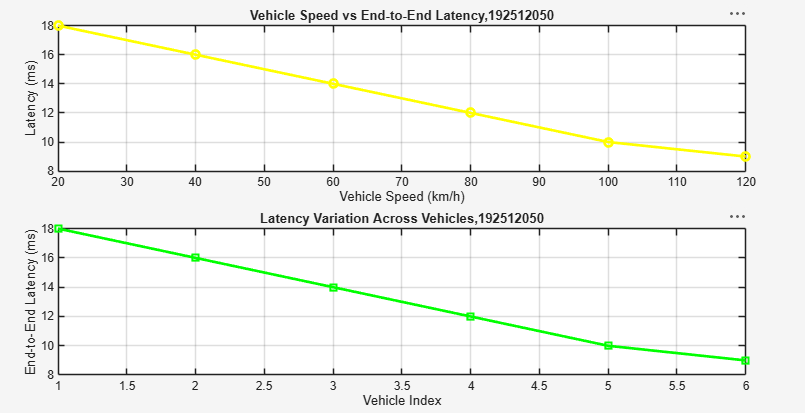 Vehicle Speed vs End-to-End Latency,192512050
18
16
14
12
10
8
Latency (ms)
20 30 40 50 60 70 80 90 100 110 120
Vehicle Speed (km/h)
Latency Variation Across Vehicles,192512050
18
16
14
12
10
8
End-to-End Latency (ms)
1 1.5 2 2.5 3 3.5 4 4.5 5 5.5 6
Vehicle Index